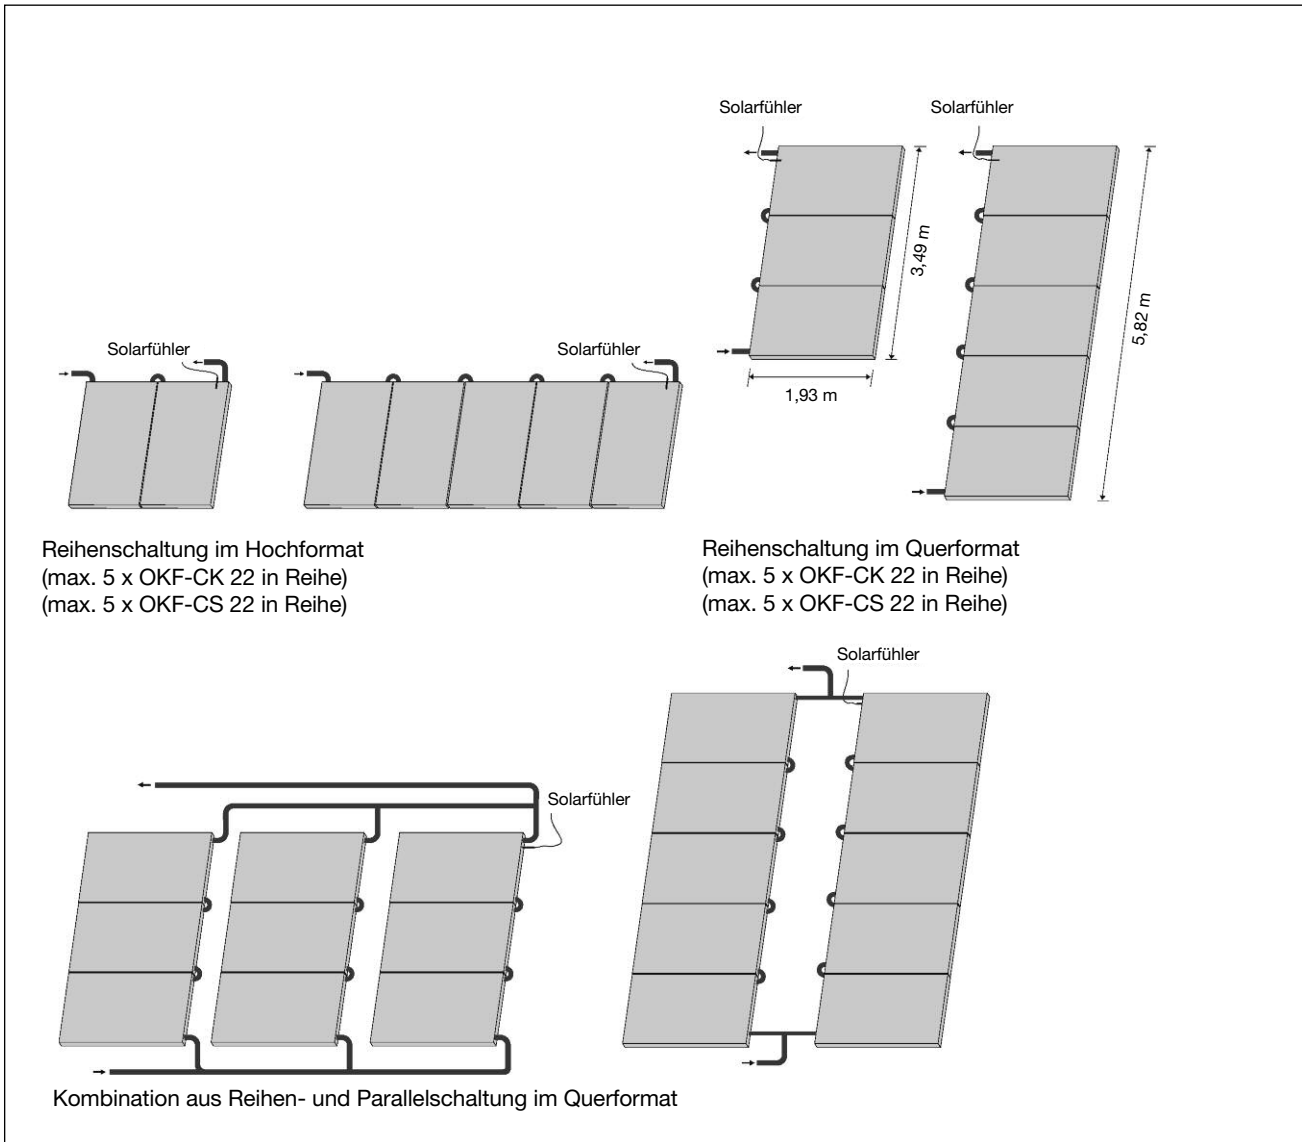 Solarfühler
Solarfühler
3,49 m
5,82 m
1,93 m
Solarfühler
Solarfühler
Reihenschaltung im Hochformat
(max. 5 x OKF-CK 22 in Reihe)
(max. 5 x OKF-CS 22 in Reihe)
Reihenschaltung im Querformat
(max. 5 x OKF-CK 22 in Reihe)
(max. 5 x OKF-CS 22 in Reihe)
Solarfühler
Solarfühler
Kombination aus Reihen- und Parallelschaltung im Querformat